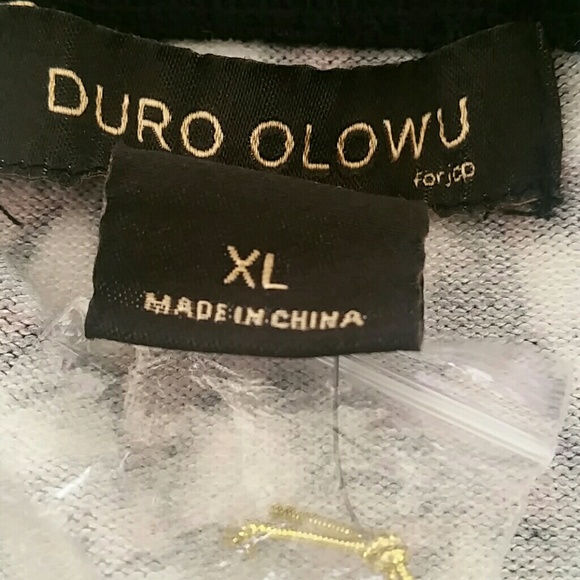 DURO OLOWU
for jcp
XL
MADE IN CHINA